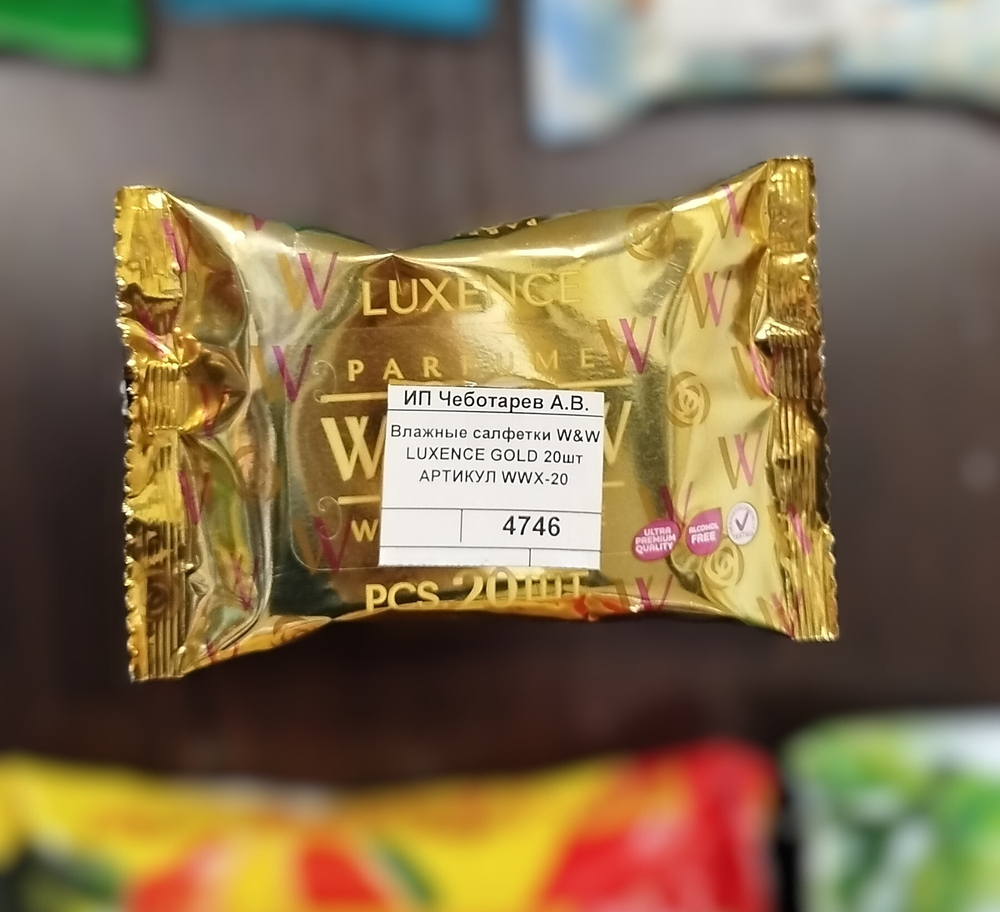 LUXENCE
PARFUME
ИП Чеботарев А.В.
Влажные салфетки W&W
LUXENCE GOLD 20шт
АРТИКУЛ WWX-20
4746
PCS 20ШТ
ULTRA
PREMIUM
QUALITY
ALCOHOL
FREE